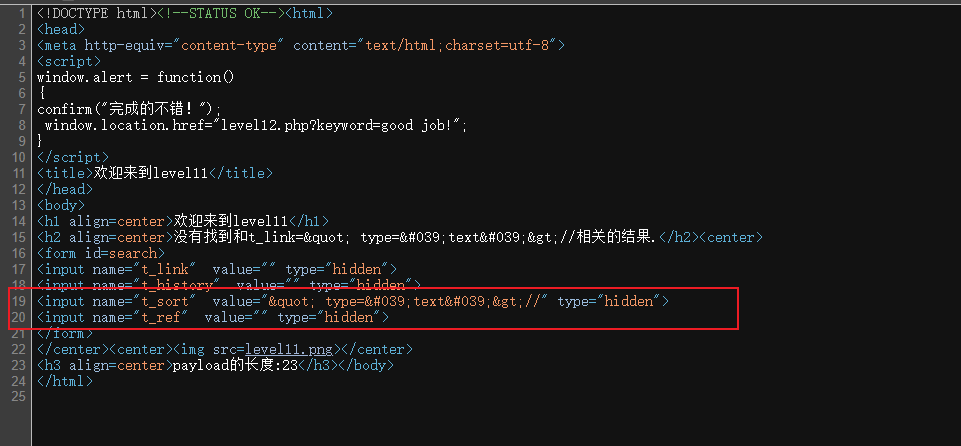 1 <!DOCTYPE html><!--STATUS OK--><html>
2 <head>
3 <meta http-equiv="content-type" content="text/html;charset=utf-8">
4 <script>
5 window.alert = function()
6 {
7 confirm("完成的不错！");
8 window.location.href="level12.php?keyword=good job!";
9 }
10 </script>
11 <title>欢迎来到level11</title>
12 </head>
13 <body>
14 <h1 align=center>欢迎来到level11</h1>
15 <h2 align=center>没有找到和t_link=&quot; type=&#039;text&#039;&gt;//相关的结果.</h2><center>
16 <form id=search>
17 <input name="t_link" value="" type="hidden">
18 <input name="t_history" value="" type="hidden">
19 <input name="t_sort" value="&quot; type=&#039;text&#039;&gt;//" type="hidden">
20 <input name="t_ref" value="" type="hidden">
21 </form>
22 </center><center><img src=level11.png></center>
23 <h3 align=center>payload的长度:23</h3></body>
24 </html>
25